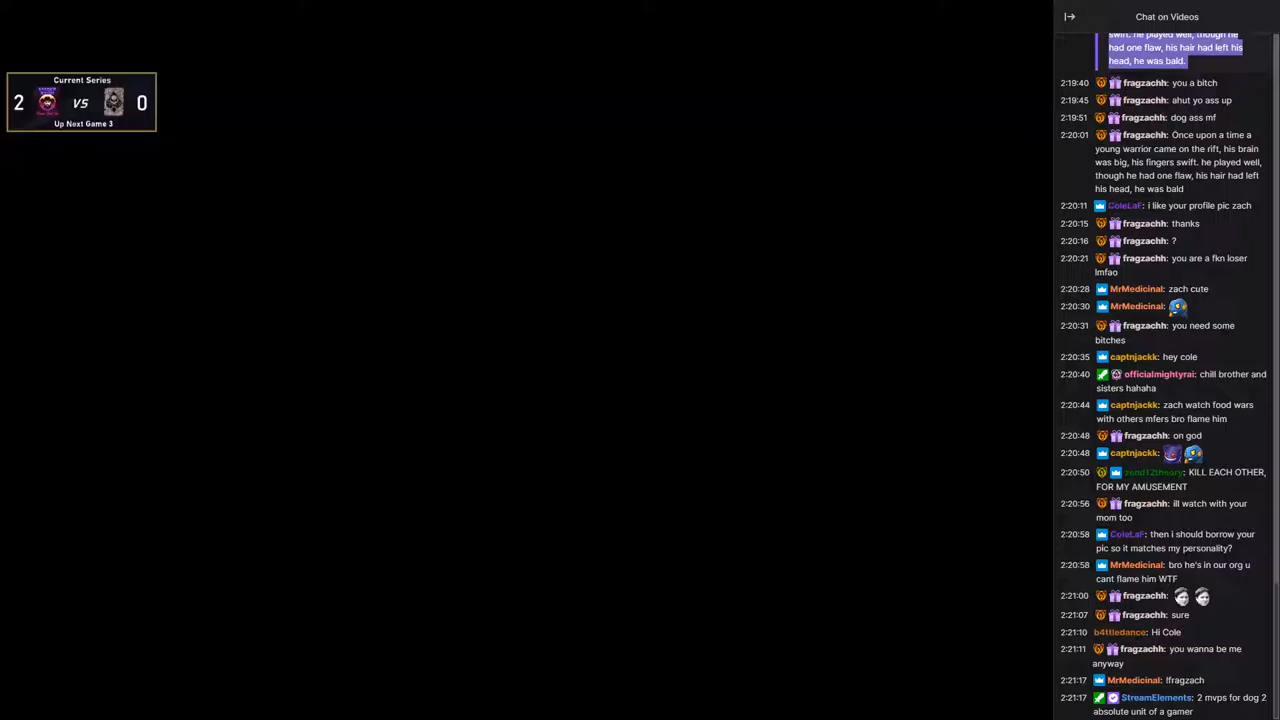 Chat on Videos
swift. he played well, though he
had one flaw, his hair had left his
head, he was bald.
Current Series
2 VS 0
Up Next Game 3
2:19:40 fragzachh: you a bitch
2:19:45 fragzachh: ahut yo ass up
2:19:51 fragzachh: dog ass mf
2:20:01 fragzachh: Once upon a time a
young warrior came on the rift, his brain
was big, his fingers swift. he played well,
though he had one flaw, his hair had left
his head, he was bald
2:20:11 ColeLaF: i like your profile pic zach
2:20:15 fragzachh: thanks
2:20:16 fragzachh: ?
2:20:21 fragzachh: you are a fkn loser
lmfao
2:20:28 MrMedicinal: zach cute
2:20:30 MrMedicinal:
2:20:31 fragzachh: you need some
bitches
2:20:35 captnjackk: hey cole
2:20:40 officialmightyrai: chill brother and
sisters hahaha
2:20:44 captnjackk: zach watch food wars
with others mfers bro flame him
2:20:48 fragzachh: on god
2:20:48 captnjackk:
2:20:50 zend12theory: KILL EACH OTHER,
FOR MY AMUSEMENT
2:20:56 fragzachh: ill watch with your
mom too
2:20:58 ColeLaF: then i should borrow your
pic so it matches my personality?
2:20:58 MrMedicinal: bro he's in our org u
cant flame him WTF
2:21:00 fragzachh:
2:21:07 fragzachh: sure
2:21:10 b4ttledance: Hi Cole
2:21:11 fragzachh: you wanna be me
anyway
2:21:17 MrMedicinal: !fragzach
2:21:17 StreamElements: 2 mvps for dog 2
absolute unit of a gamer